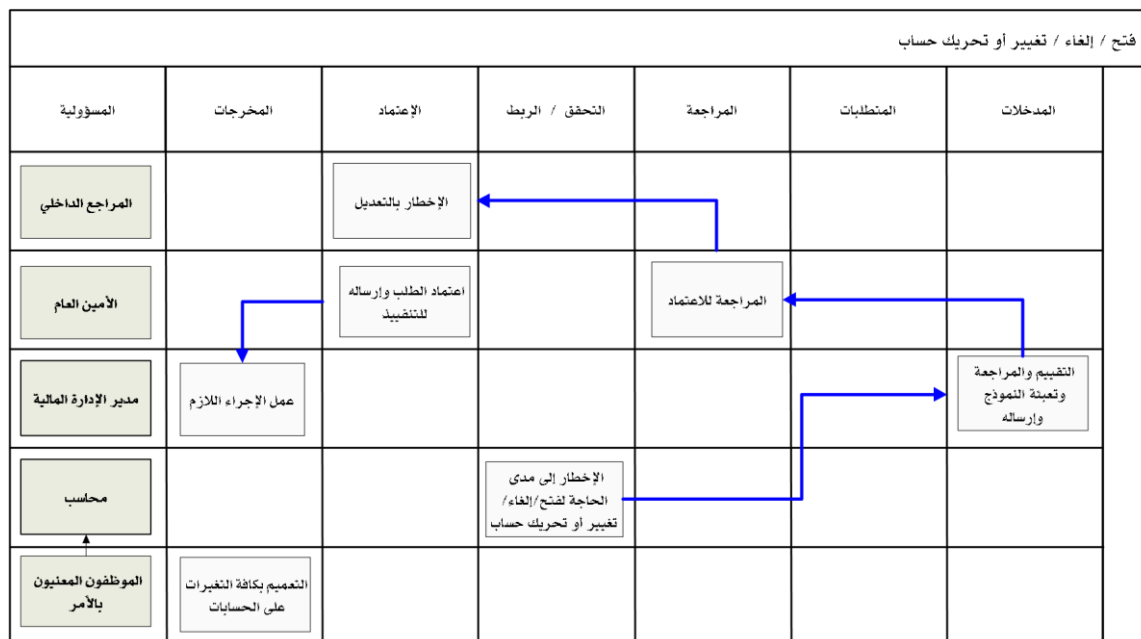 فتح / إلغاء / تغيير أو تحريك حساب
المدخلات
المتطلبات
المراجعة
التحقق / الربط
الإعتماد
المخرجات
المسؤولية
الإخطار بالتعديل
المراجع الداخلي
المراجعة للاعتماد
اعتماد الطلب وإرساله
للتنفييذ
الأمين العام
التقييم والمراجعة
وتعبئة النموذج
وإرساله
عمل الإجراء اللازم
مدير الإدارة المالية
الإخطار إلى مدى
الحاجة لفتح/إلغاء/
تغيير أو تحريك حساب
محاسب
التعميم بكافة التغيرات
على الحسابات
الموظفون المعنيون
بالأمر